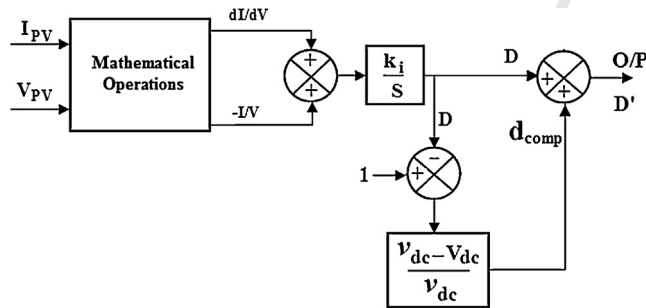 I_PV
V_PV
Mathematical
Operations
dI/dV
-I/V
+
+
k_i
S
D
D
+
+
O/P
D'
d_comp
1
+
−
v_dc − V_dc
v_dc